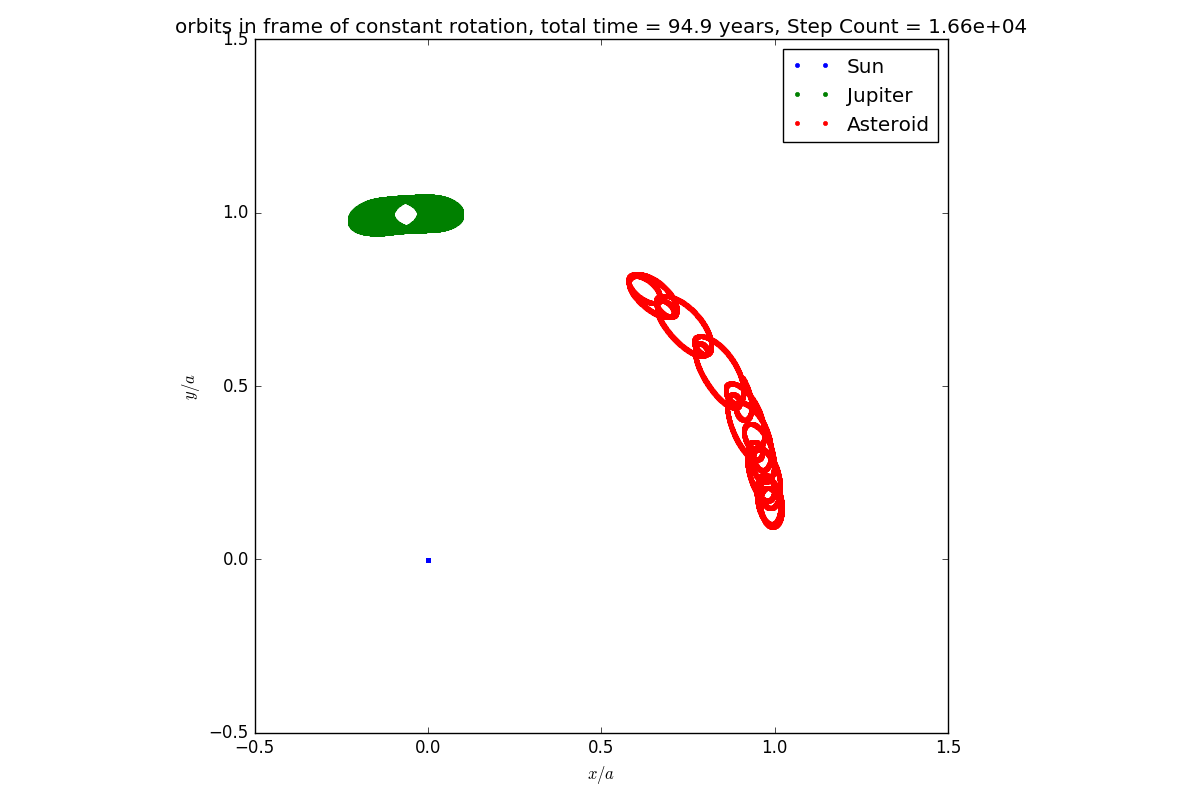 orbits in frame of constant rotation, total time = 94.9 years, Step Count = 1.66e+04
1.5
Sun
Jupiter
Asteroid
1.0
y/a
0.5
0.0
−0.5
−0.5
0.0
0.5
1.0
1.5
x/a